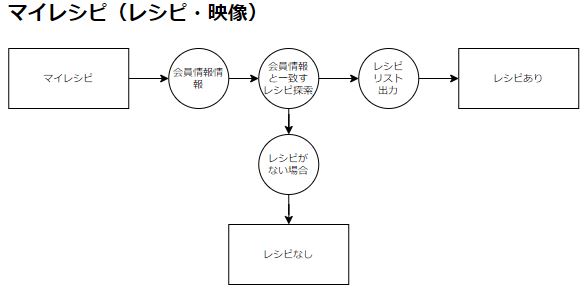 マイレシピ（レシピ・映像）
マイレシピ
会員情報情
報
会員情報
と一致す
レシピ探索
レシピ
リスト
出力
レシピあり
レシピが
ない場合
レシピなし